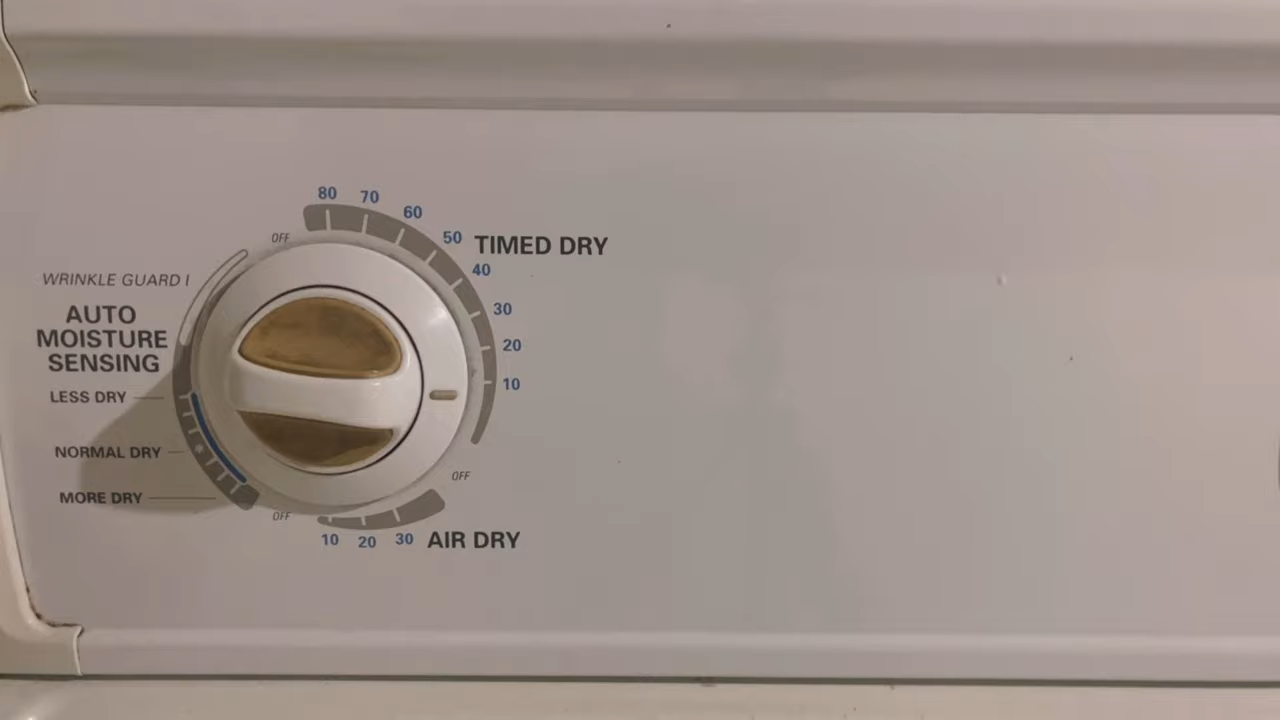 80
70
60
50
40
30
20
10
TIMED DRY
OFF
WRINKLE GUARD I
AUTO
MOISTURE
SENSING
LESS DRY
NORMAL DRY
MORE DRY
OFF
OFF
10 20 30
AIR DRY